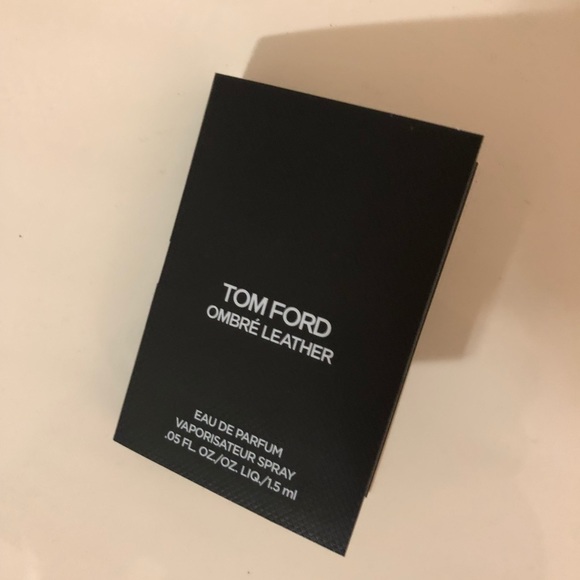 TOM FORD
OMBRÉ LEATHER
EAU DE PARFUM
VAPORISATEUR SPRAY
.05 FL. OZ./OZ. LIQ./1.5 ml